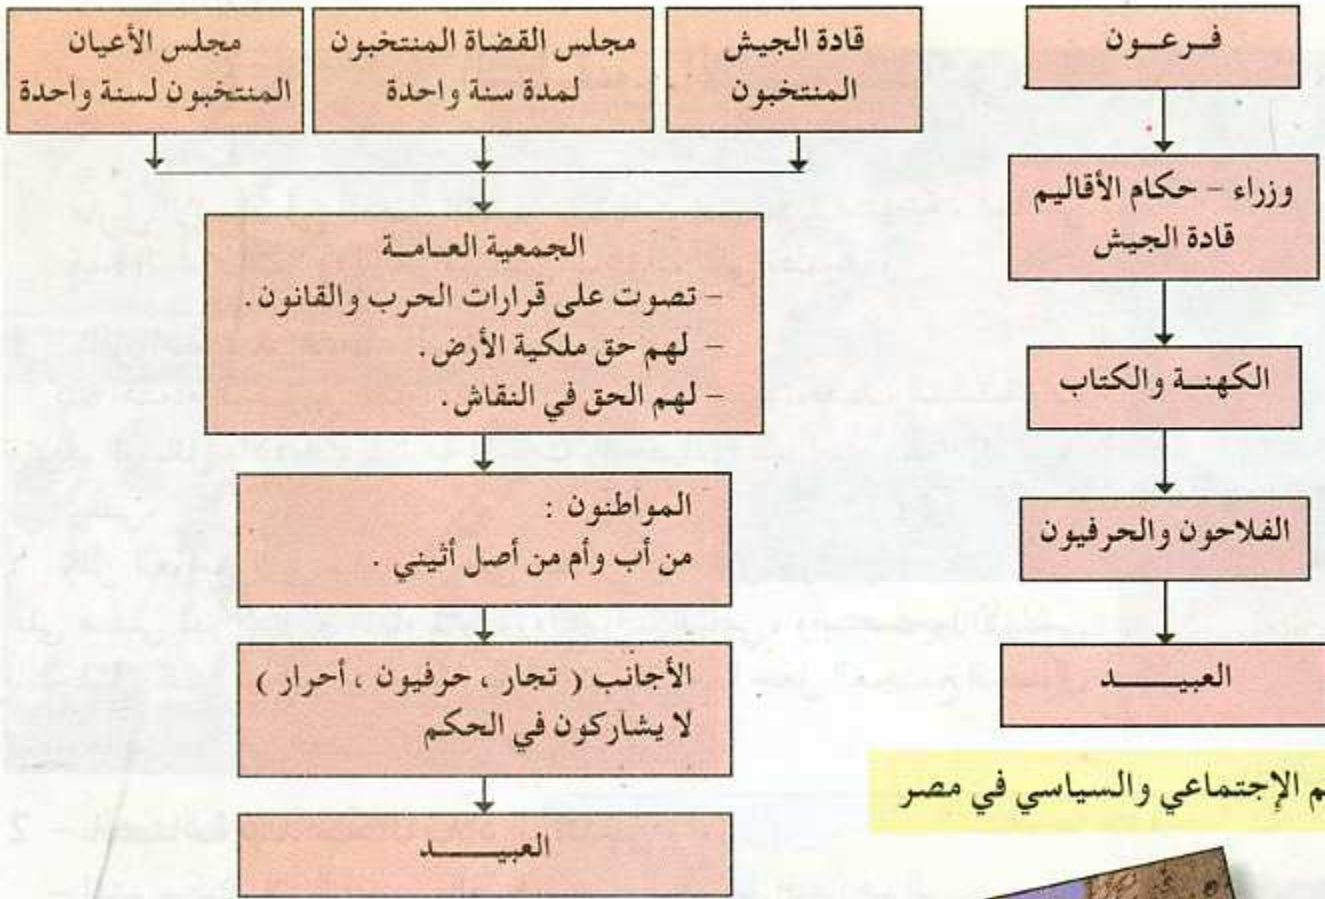 فرعون
وزراء – حكام الأقاليم
قادة الجيش
الكهنة والكتاب
الفلاحون والحرفيون
العبيد
م الإجتماعي والسياسي في مصر
قادة الجيش
المنتخبون
مجلس القضاة المنتخبون
لمدة سنة واحدة
مجلس الأعيان
المنتخبون لسنة واحدة
الجمعية العامة
– تصوت على قرارات الحرب والقانون.
– لهم حق ملكية الأرض.
– لهم الحق في النقاش.
المواطنون :
من أب وأم من أصل أثيني .
الأجانب ( تجار ، حرفيون ، أحرار )
لا يشاركون في الحكم
العبيد